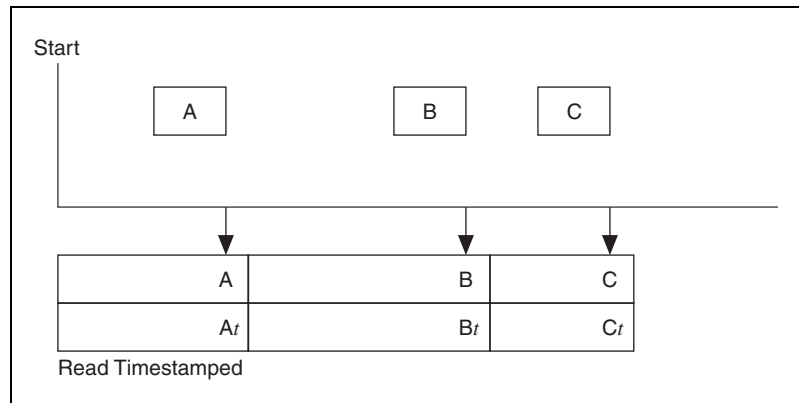 Start
A B C
A B C
At Bt Ct
Read Timestamped